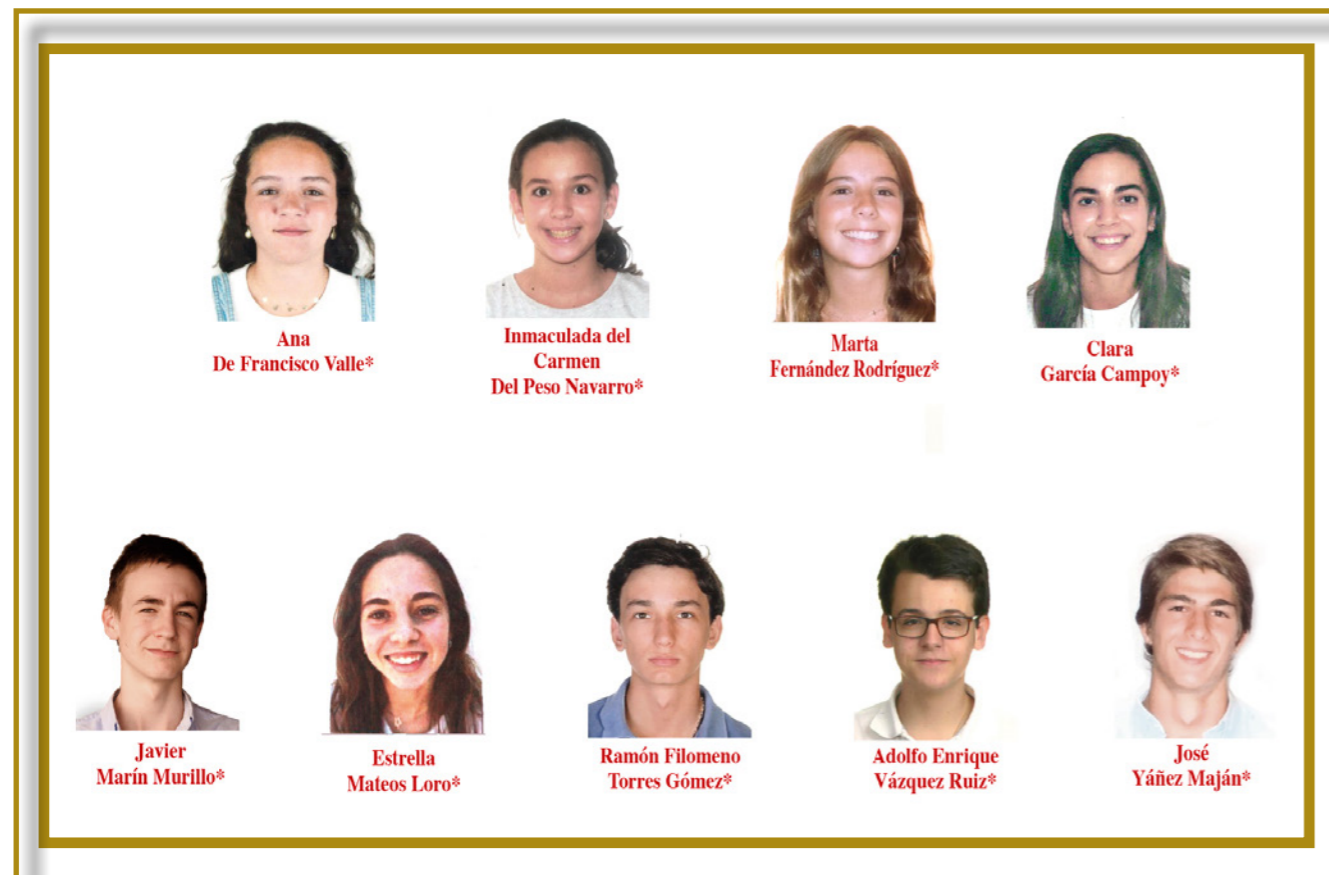 Ana
De Francisco Valle*
Inmaculada del
Carmen
Del Peso Navarro*
Marta
Fernández Rodríguez*
Clara
García Campoy*
Javier
Marín Murillo*
Estrella
Mateos Loro*
Ramón Filomeno
Torres Gómez*
Adolfo Enrique
Vázquez Ruiz*
José
Yáñez Maján*